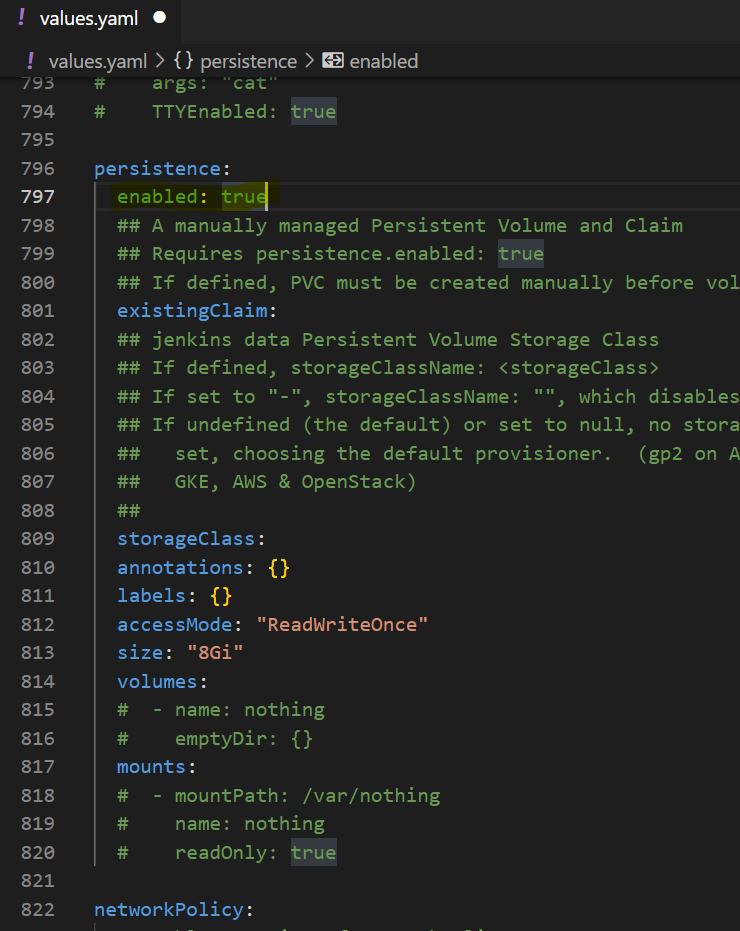 ! values.yaml ●
! values.yaml > {} persistence > enabled
793 #    args: "cat"
794 #    TTYEnabled: true
795
796 persistence:
797   enabled: true
798   ## A manually managed Persistent Volume and Claim
799   ## Requires persistence.enabled: true
800   ## If defined, PVC must be created manually before vol
801   existingClaim:
802   ## jenkins data Persistent Volume Storage Class
803   ## If defined, storageClassName: <storageClass>
804   ## If set to "-", storageClassName: "", which disables
805   ## If undefined (the default) or set to null, no stora
806   ##   set, choosing the default provisioner.  (gp2 on A
807   ##   GKE, AWS & OpenStack)
808   ##
809   storageClass:
810   annotations: {}
811   labels: {}
812   accessMode: "ReadWriteOnce"
813   size: "8Gi"
814   volumes:
815   #  - name: nothing
816   #    emptyDir: {}
817   mounts:
818   #  - mountPath: /var/nothing
819   #    name: nothing
820   #    readOnly: true
821
822 networkPolicy: